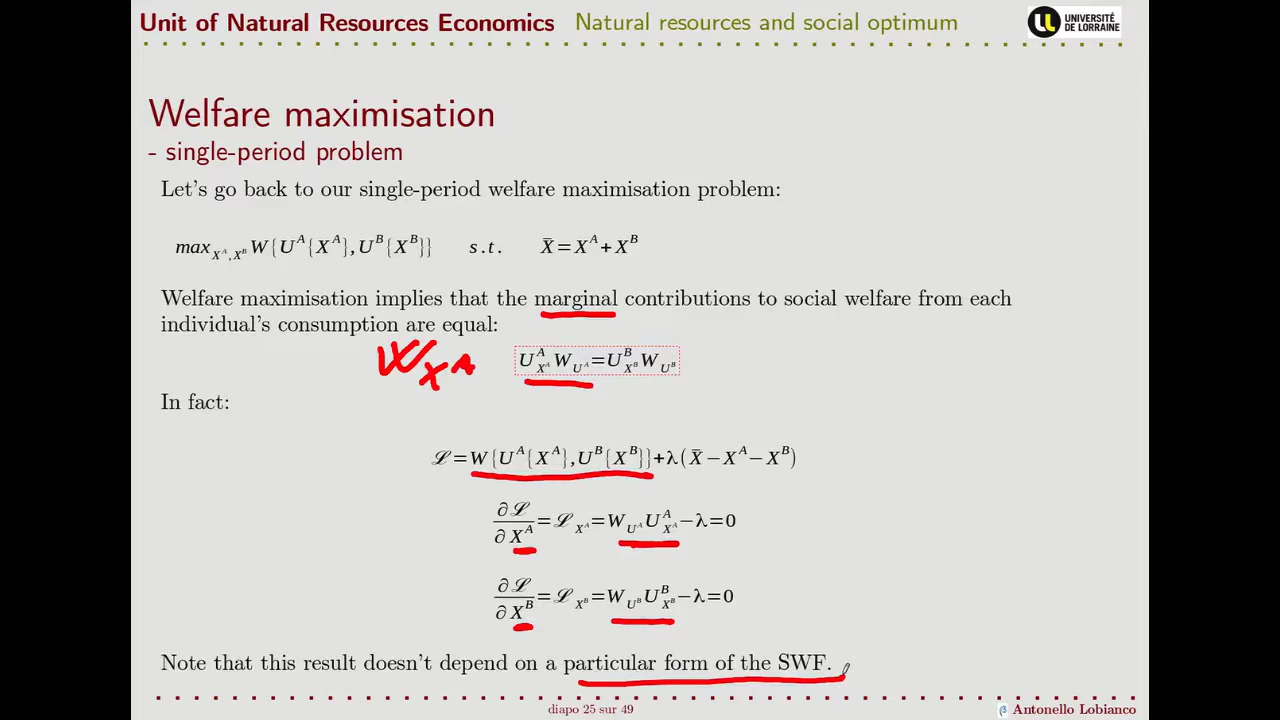 Unit of Natural Resources Economics Natural resources and social optimum
UNIVERSITÉ
DE LORRAINE
Welfare maximisation
- single-period problem
Let's go back to our single-period welfare maximisation problem:
max_{X^A,X^B} W{U^A{X^A},U^B{X^B}} s.t. X̄=X^A+X^B
Welfare maximisation implies that the marginal contributions to social welfare from each
individual's consumption are equal:
W_{X^A} U^A_{X^A} W_{U^A}=U^B_{X^B} W_{U^B}
In fact:
ℒ=W{U^A{X^A},U^B{X^B}}+λ(X̄−X^A−X^B)
∂ℒ/∂X^A=ℒ_{X^A}=W_{U^A}U^A_{X^A}−λ=0
∂ℒ/∂X^B=ℒ_{X^B}=W_{U^B}U^B_{X^B}−λ=0
Note that this result doesn't depend on a particular form of the SWF.
diapo 25 sur 49
β Antonello Lobianco